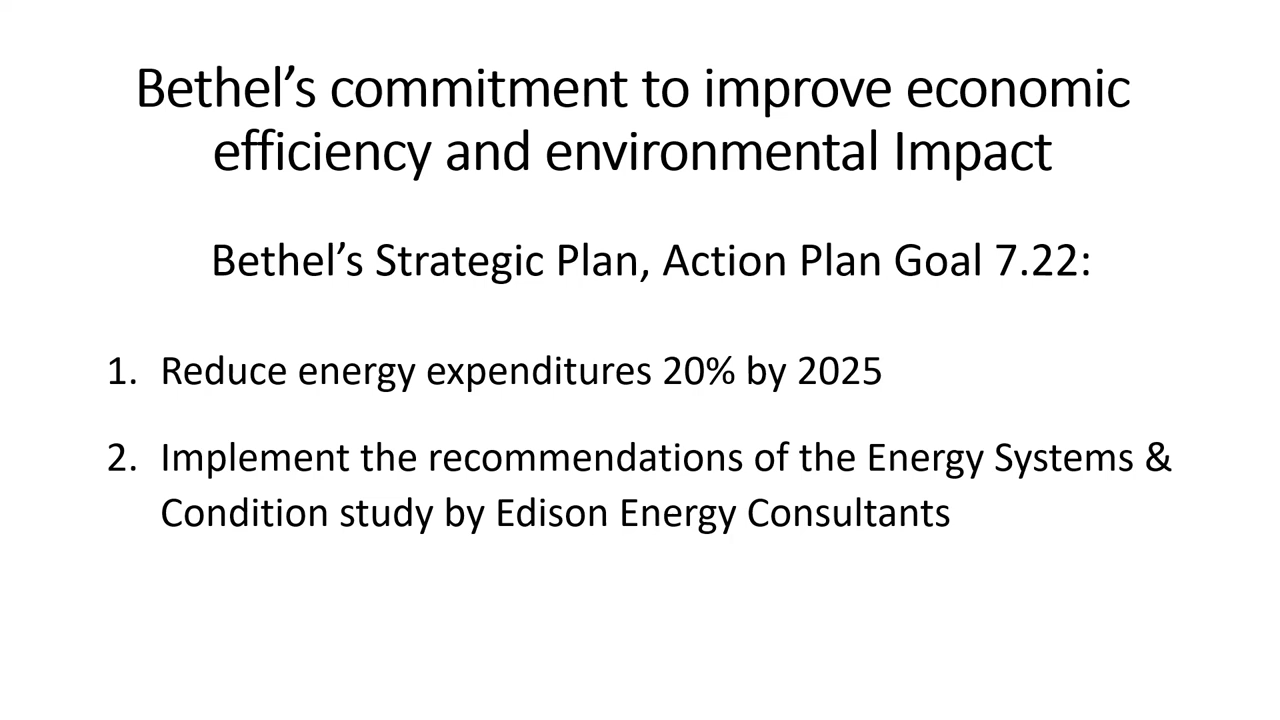 Bethel’s commitment to improve economic
efficiency and environmental Impact
Bethel’s Strategic Plan, Action Plan Goal 7.22:
1. Reduce energy expenditures 20% by 2025
2. Implement the recommendations of the Energy Systems &
Condition study by Edison Energy Consultants